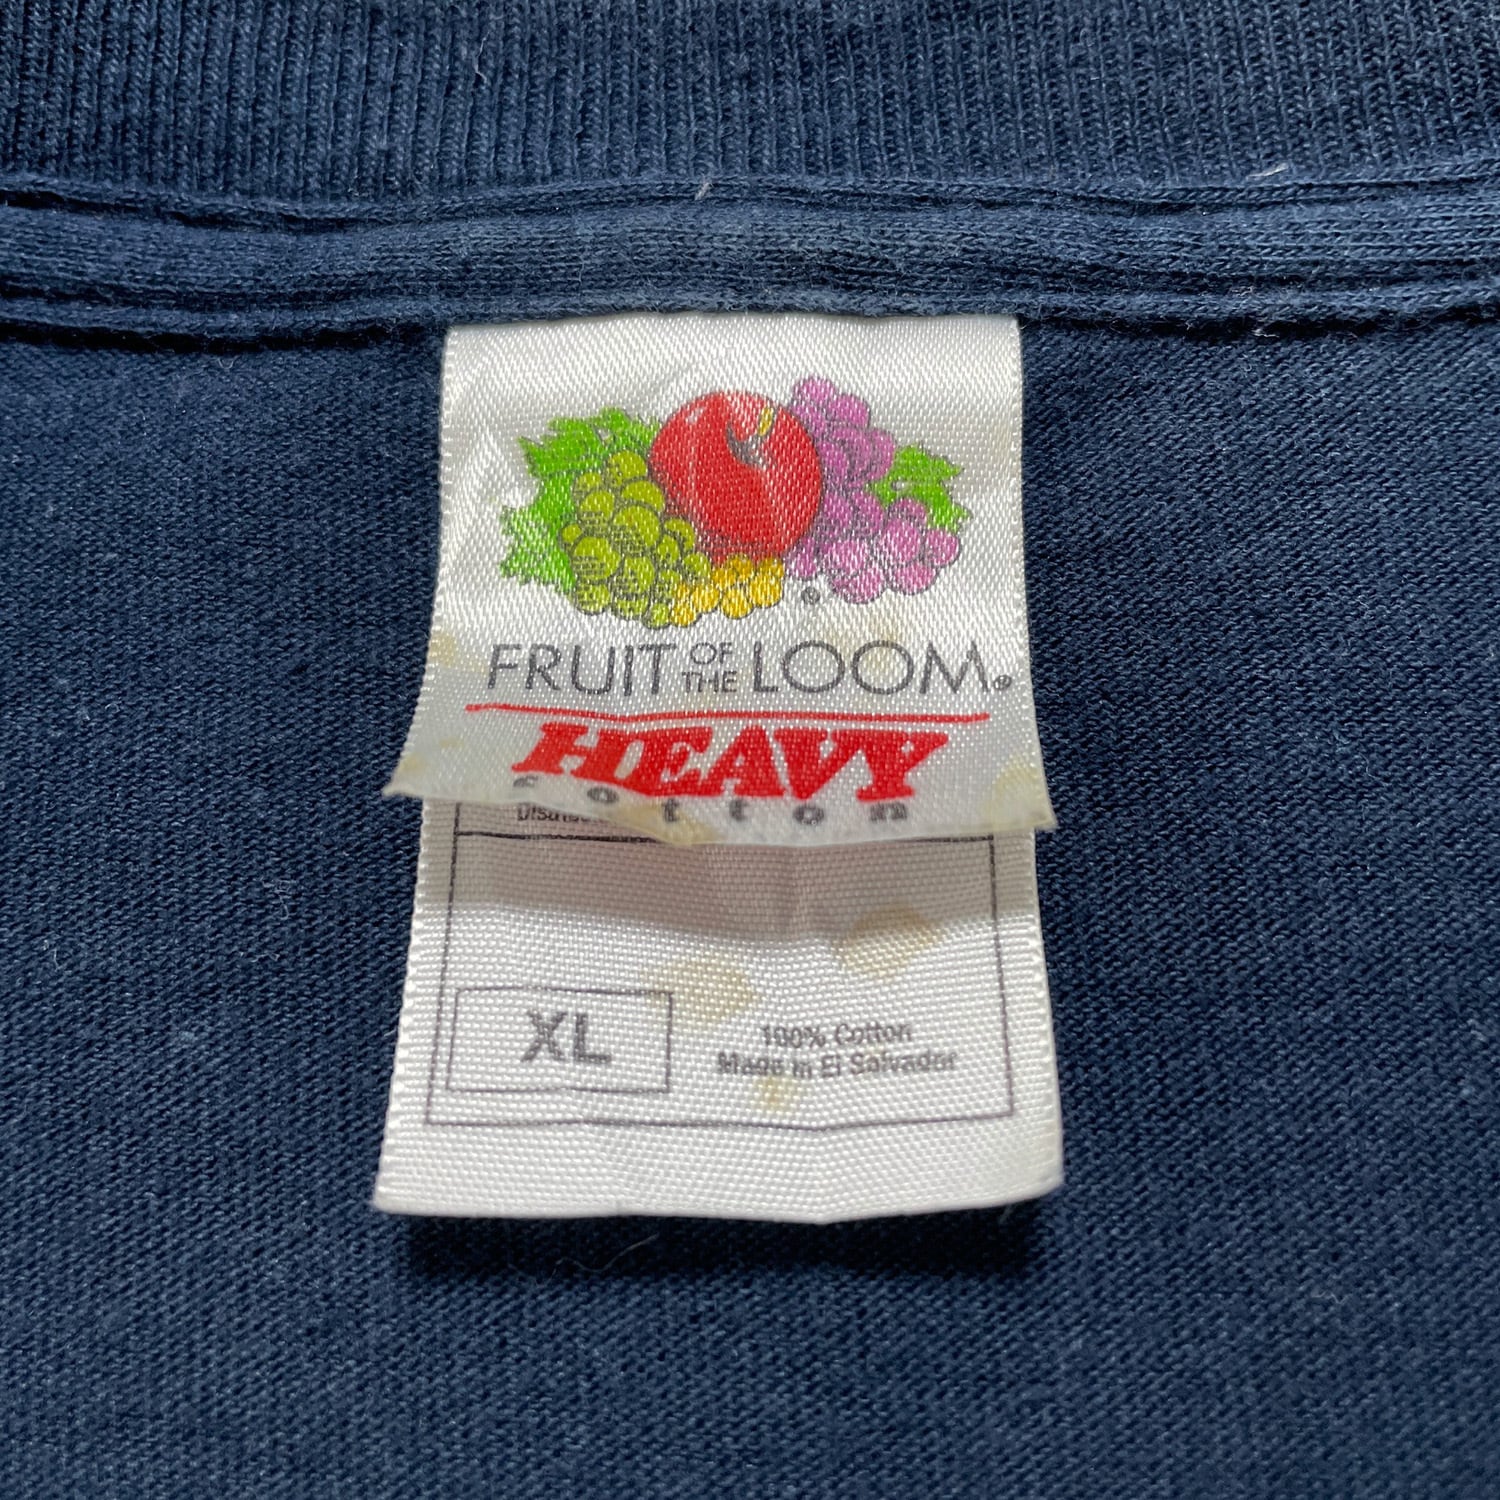 FRUIT OF THE LOOM®
HEAVY
cotton
XL
100% Cotton
Made in El Salvador